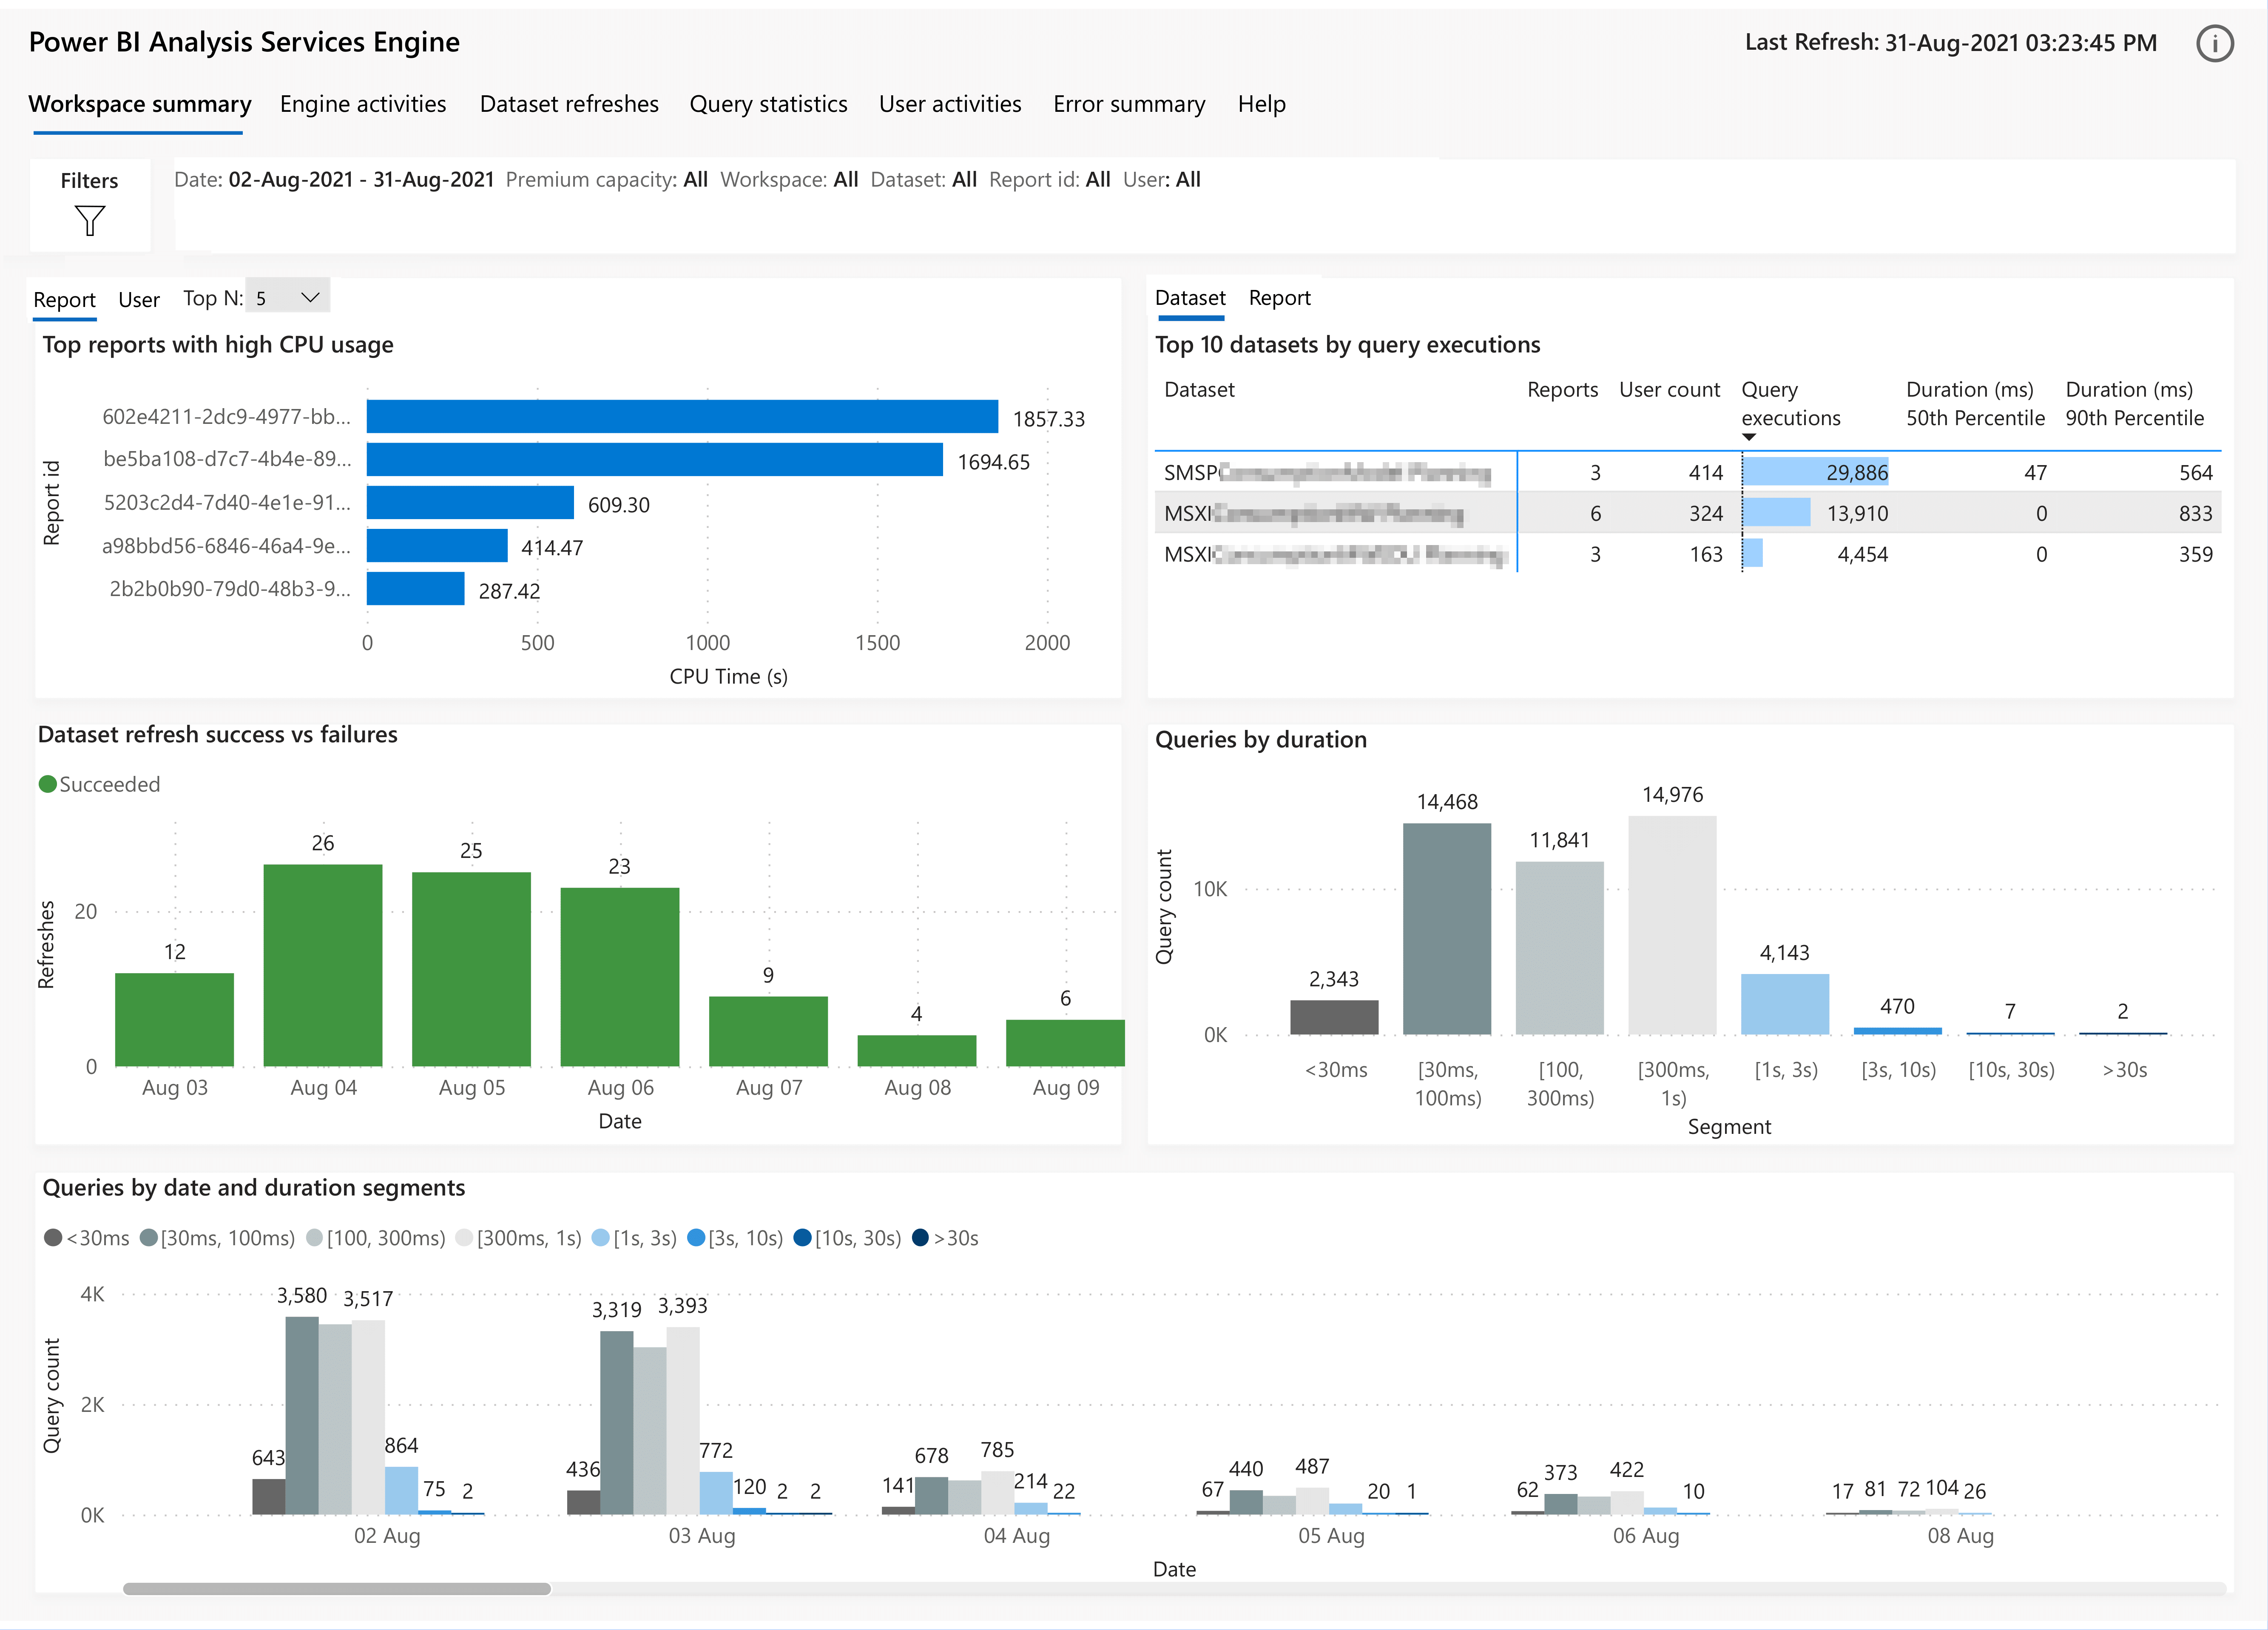 Power BI Analysis Services Engine
Last Refresh: 31-Aug-2021 03:23:45 PM
Workspace summary Engine activities Dataset refreshes Query statistics User activities Error summary Help
Filters
Date: 02-Aug-2021 - 31-Aug-2021 Premium capacity: All Workspace: All Dataset: All Report id: All User: All
Report User Top N: 5
Top reports with high CPU usage
Report id
602e4211-2dc9-4977-bb... 1857.33
be5ba108-d7c7-4b4e-89... 1694.65
5203c2d4-7d40-4e1e-91... 609.30
a98bbd56-6846-46a4-9e... 414.47
2b2b0b90-79d0-48b3-9... 287.42
0 500 1000 1500 2000
CPU Time (s)
Dataset Report
Top 10 datasets by query executions
Dataset Reports User count Query executions Duration (ms) 50th Percentile Duration (ms) 90th Percentile
SMSP 3 414 29,886 47 564
MSXI 6 324 13,910 0 833
MSXI 3 163 4,454 0 359
Dataset refresh success vs failures
Succeeded
Refreshes
20
0
12 26 25 23 9 4 6
Aug 03 Aug 04 Aug 05 Aug 06 Aug 07 Aug 08 Aug 09
Date
Queries by duration
Query count
10K
0K
2,343 14,468 11,841 14,976 4,143 470 7 2
<30ms [30ms, 100ms) [100, 300ms) [300ms, 1s) [1s, 3s) [3s, 10s) [10s, 30s) >30s
Segment
Queries by date and duration segments
<30ms [30ms, 100ms) [100, 300ms) [300ms, 1s) [1s, 3s) [3s, 10s) [10s, 30s) >30s
Query count
4K
2K
0K
643 3,580 3,517 864 75 2
436 3,319 3,393 772 120 2 2
141 678 785 214 22
67 440 487 20 1
62 373 422 10
17 81 72 104 26
02 Aug 03 Aug 04 Aug 05 Aug 06 Aug 08 Aug
Date